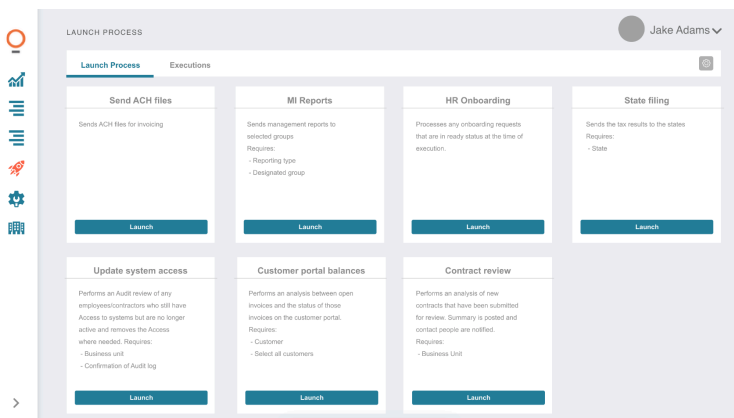 LAUNCH PROCESS
Jake Adams
Launch Process
Executions
Send ACH files
Sends ACH files for invoicing
Launch
MI Reports
Sends management reports to
selected groups
Requires:
- Reporting type
- Designated group
Launch
HR Onboarding
Processes any onboarding requests
that are in ready status at the time of
execution.
Launch
State filing
Sends the tax results to the states
Requires:
- State
Launch
Update system access
Performs an Audit review of any
employees/contractors who still have
Access to systems but are no longer
active and removes the Access
where needed. Requires:
- Business unit
- Confirmation of Audit log
Launch
Customer portal balances
Performs an analysis between open
invoices and the status of those
invoices on the customer portal.
Requires:
- Customer
- Select all customers
Launch
Contract review
Performs an analysis of new
contracts that have been submitted
for review. Summary is posted and
contact people are notified.
Requires:
- Business Unit
Launch